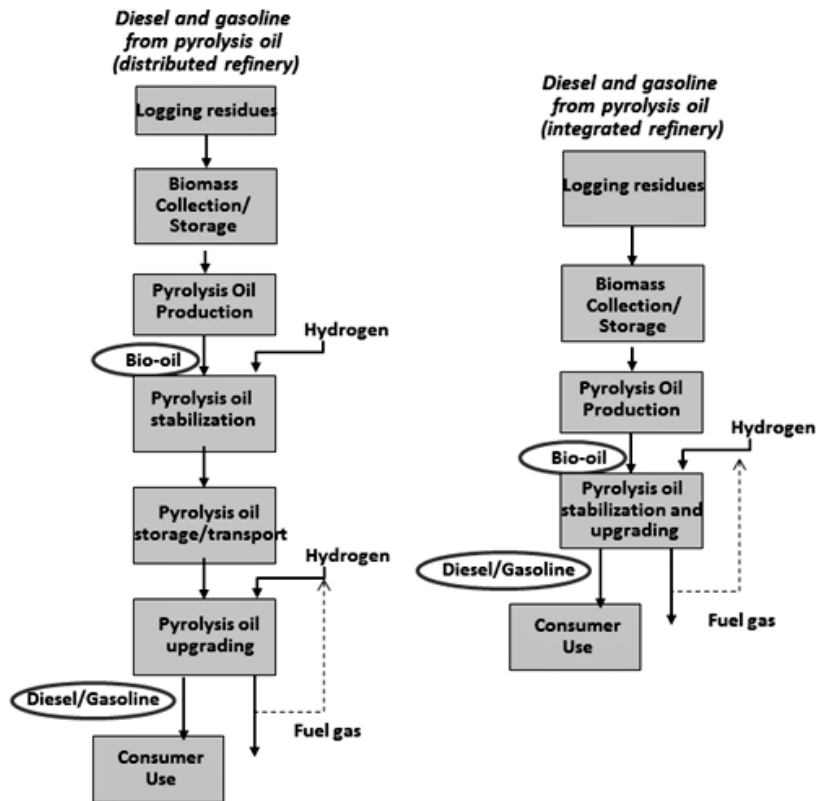 Diesel and gasoline
from pyrolysis oil
(distributed refinery)
Logging residues
Biomass
Collection/
Storage
Pyrolysis Oil
Production
Hydrogen
Bio-oil
Pyrolysis oil
stabilization
Pyrolysis oil
storage/transport
Hydrogen
Pyrolysis oil
upgrading
Diesel/Gasoline
Fuel gas
Consumer
Use
Diesel and gasoline
from pyrolysis oil
(integrated refinery)
Logging residues
Biomass
Collection/
Storage
Pyrolysis Oil
Production
Hydrogen
Bio-oil
Pyrolysis oil
stabilization and
upgrading
Diesel/Gasoline
Fuel gas
Consumer
Use